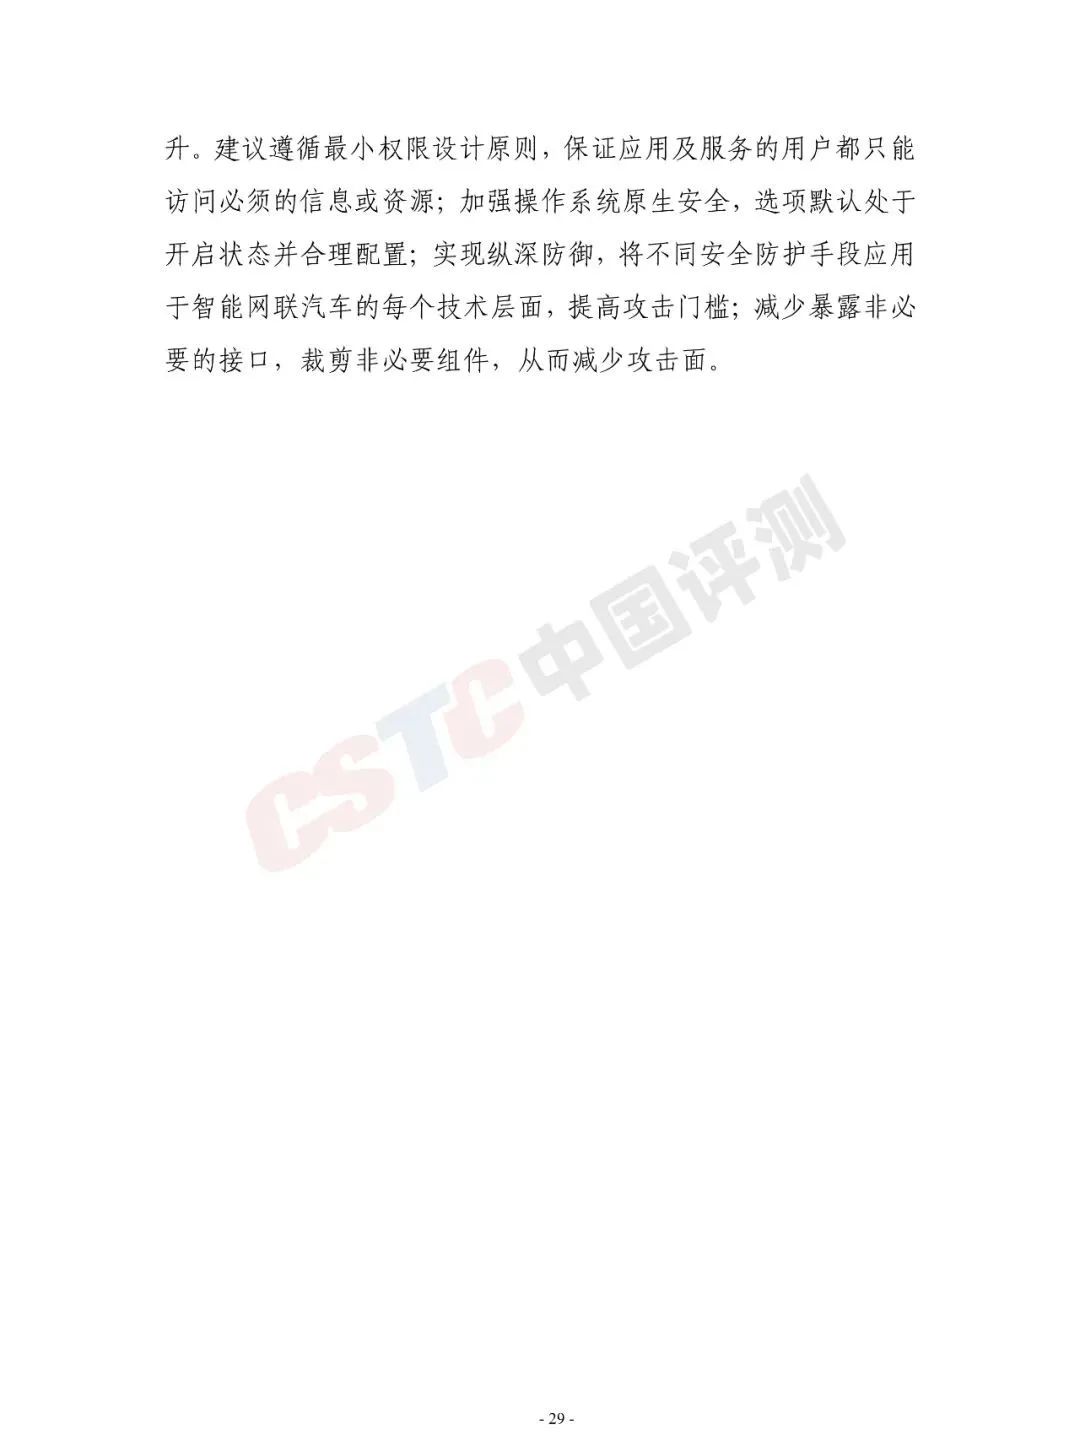 升。建议遵循最小权限设计原则，保证应用及服务的用户都只能
访问必须的信息或资源；加强操作系统原生安全，选项默认处于
开启状态并合理配置；实现纵深防御，将不同安全防护手段应用
于智能网联汽车的每个技术层面，提高攻击门槛；减少暴露非必
要的接口，裁剪非必要组件，从而减少攻击面。
CSTC中国评测
- 29 -